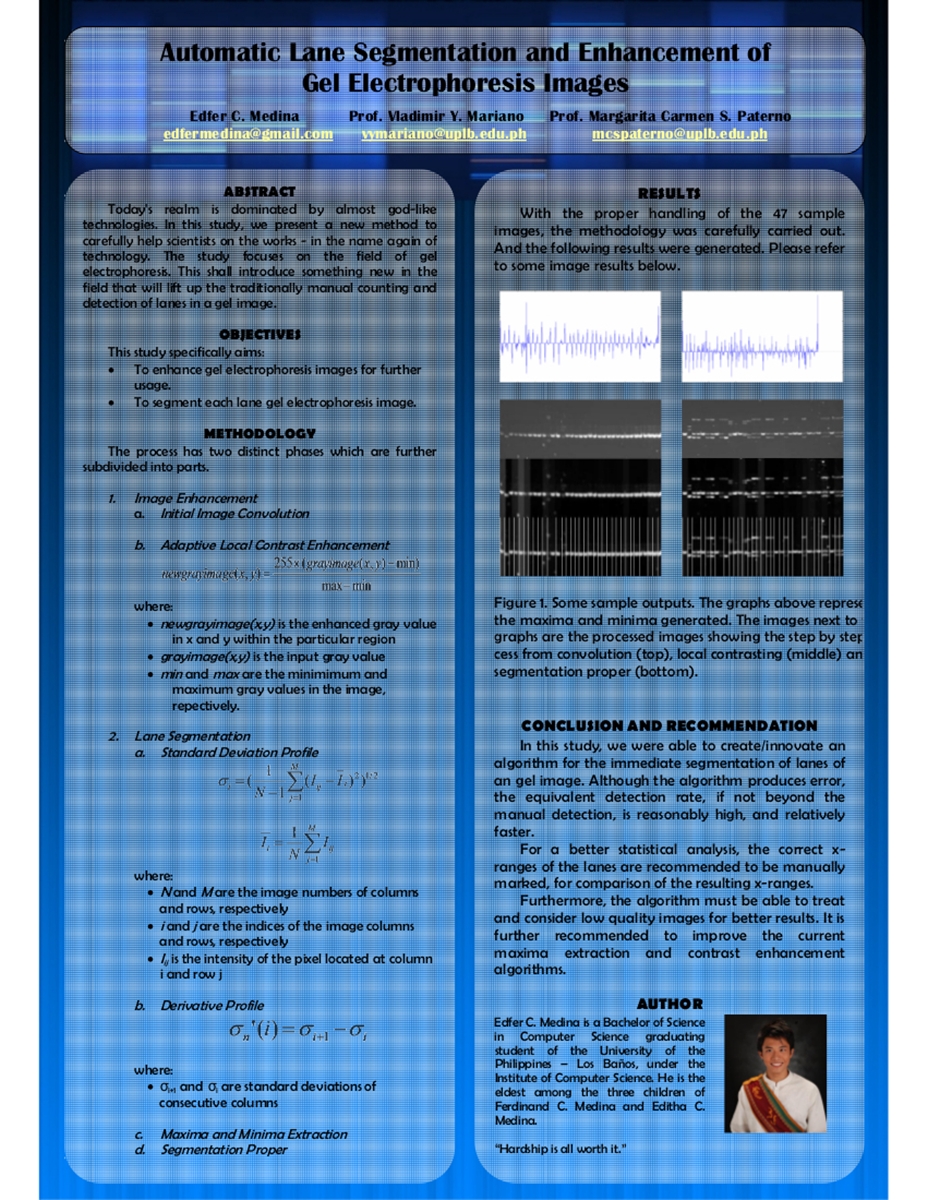 Automatic Lane Segmentation and Enhancement of
Gel Electrophoresis Images
Edfer C. Medina Prof. Vladimir Y. Mariano Prof. Margarita Carmen S. Paterno
edfermedina@gmail.com vymariano@uplb.edu.ph mcspaterno@uplb.edu.ph
ABSTRACT
Today's realm is dominated by almost god-like
technologies. In this study, we present a new method to
carefully help scientists on the works - in the name again of
technology. The study focuses on the field of gel
electrophoresis. This shall introduce something new in the
field that will lift up the traditionally manual counting and
detection of lanes in a gel image.
OBJECTIVES
This study specifically aims:
• To enhance gel electrophoresis images for further
usage.
• To segment each lane gel electrophoresis image.
METHODOLOGY
The process has two distinct phases which are further
subdivided into parts.
1. Image Enhancement
a. Initial Image Convolution
b. Adaptive Local Contrast Enhancement
newgrayimage(x,y) = 255×(grayimage(x,y)−min)
max−min
where:
• newgrayimage(x,y) is the enhanced gray value
in x and y within the particular region
• grayimage(x,y) is the input gray value
• min and max are the minimimum and
maximum gray values in the image,
repectively.
2. Lane Segmentation
a. Standard Deviation Profile
σᵢ = (1/(N−1) ∑_{j=1}^{M} (I_ij − Īᵢ)²)^{1/2}
Īᵢ = 1/N ∑_{i=1}^{M} I_ij
where:
• N and M are the image numbers of columns
and rows, respectively
• i and j are the indices of the image columns
and rows, respectively
• I_ij is the intensity of the pixel located at column
i and row j
b. Derivative Profile
σₙ'(i) = σᵢ₊₁ − σᵢ
where:
• σᵢ₊₁ and σᵢ are standard deviations of
consecutive columns
c. Maxima and Minima Extraction
d. Segmentation Proper
RESULTS
With the proper handling of the 47 sample
images, the methodology was carefully carried out.
And the following results were generated. Please refer
to some image results below.
Figure 1. Some sample outputs. The graphs above represe
the maxima and minima generated. The images next to
graphs are the processed images showing the step by step
cess from convolution (top), local contrasting (middle) an
segmentation proper (bottom).
CONCLUSION AND RECOMMENDATION
In this study, we were able to create/innovate an
algorithm for the immediate segmentation of lanes of
an gel image. Although the algorithm produces error,
the equivalent detection rate, if not beyond the
manual detection, is reasonably high, and relatively
faster.
For a better statistical analysis, the correct x-
ranges of the lanes are recommended to be manually
marked, for comparison of the resulting x-ranges.
Furthermore, the algorithm must be able to treat
and consider low quality images for better results. It is
further recommended to improve the current
maxima extraction and contrast enhancement
algorithms.
AUTHOR
Edfer C. Medina is a Bachelor of Science
in Computer Science graduating
student of the University of the
Philippines – Los Baños, under the
Institute of Computer Science. He is the
eldest among the three children of
Ferdinand C. Medina and Editha C.
Medina.
"Hardship is all worth it."